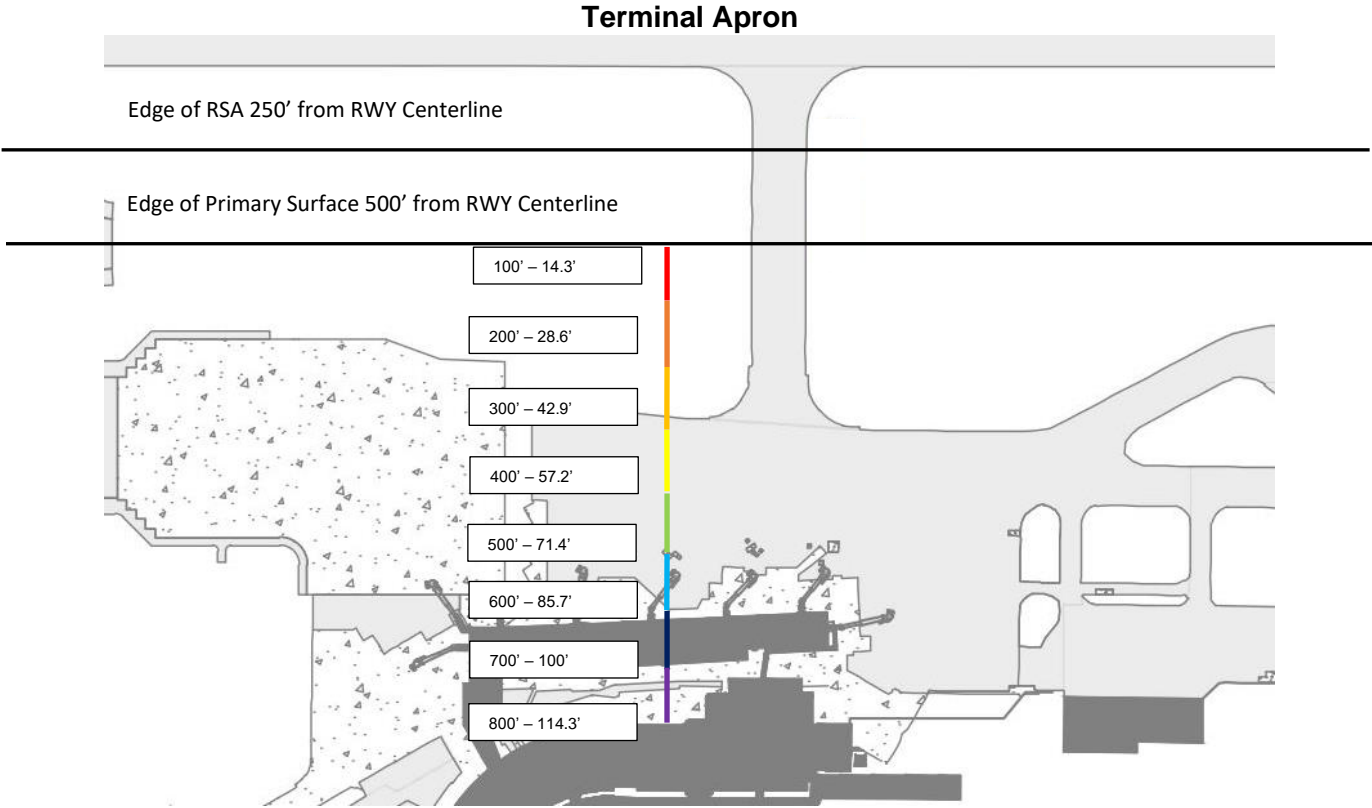 Terminal Apron
Edge of RSA 250’ from RWY Centerline
Edge of Primary Surface 500’ from RWY Centerline
100’ – 14.3’
200’ – 28.6’
300’ – 42.9’
400’ – 57.2’
500’ – 71.4’
600’ – 85.7’
700’ – 100’
800’ – 114.3’